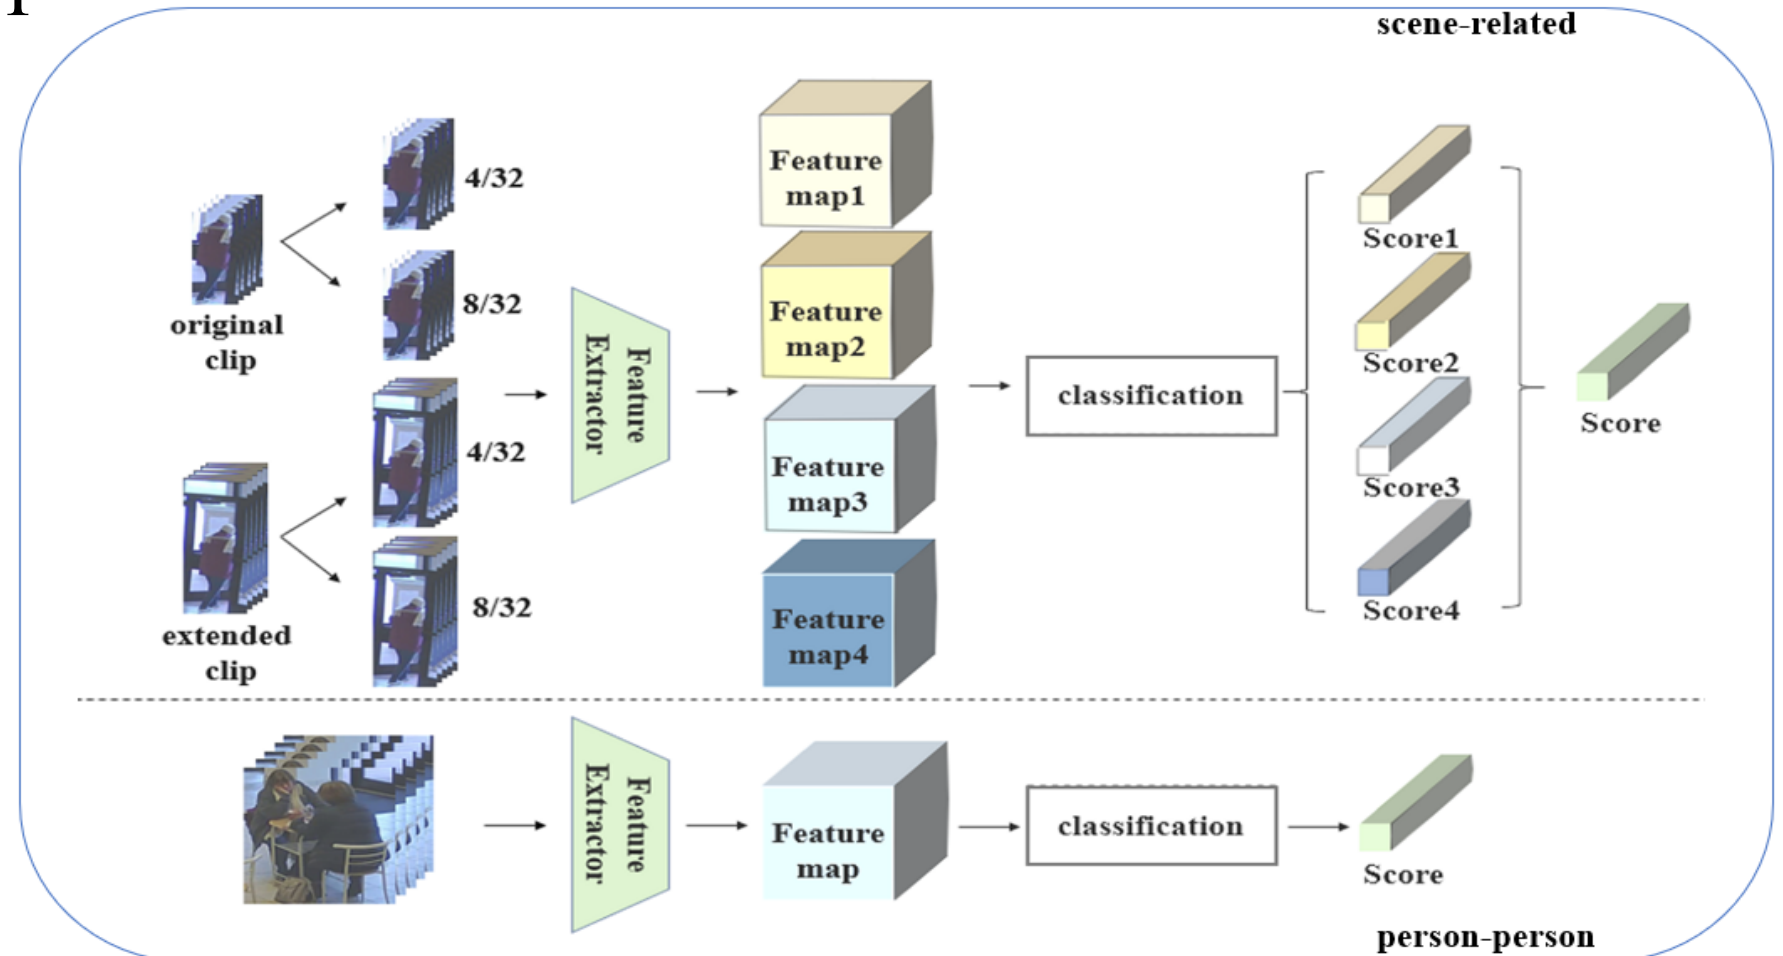 scene-related
4/32
8/32
original
clip
4/32
8/32
extended
clip
Feature
Extractor
Feature
map1
Feature
map2
Feature
map3
Feature
map4
classification
Score1
Score2
Score3
Score4
Score
Feature
Extractor
Feature
map
classification
Score
person-person